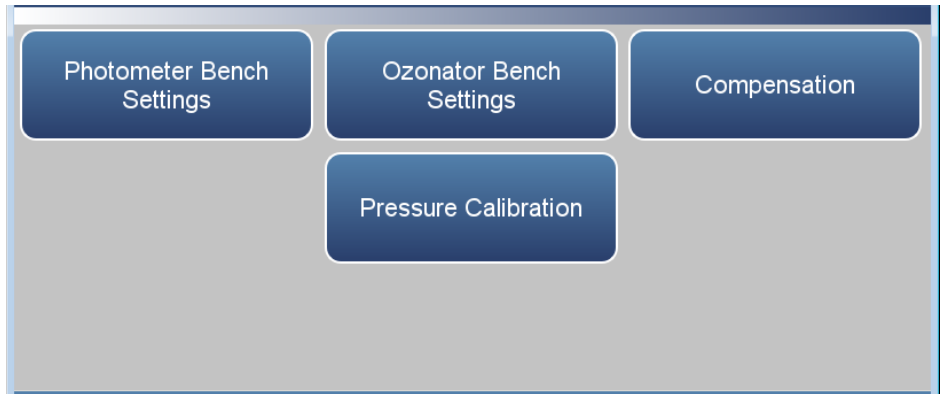 Photometer Bench
Settings
Ozonator Bench
Settings
Compensation
Pressure Calibration